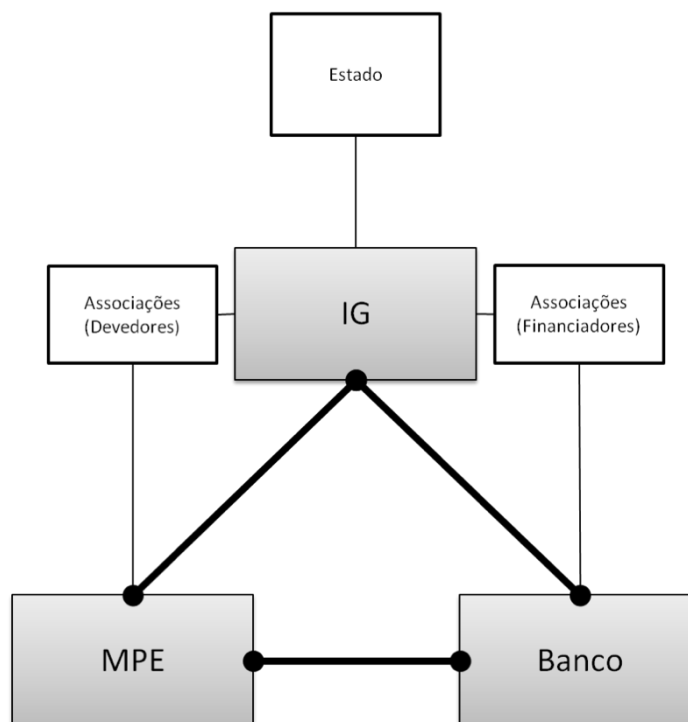 Estado
Associações
(Devedores)
IG
Associações
(Financiadores)
MPE
Banco